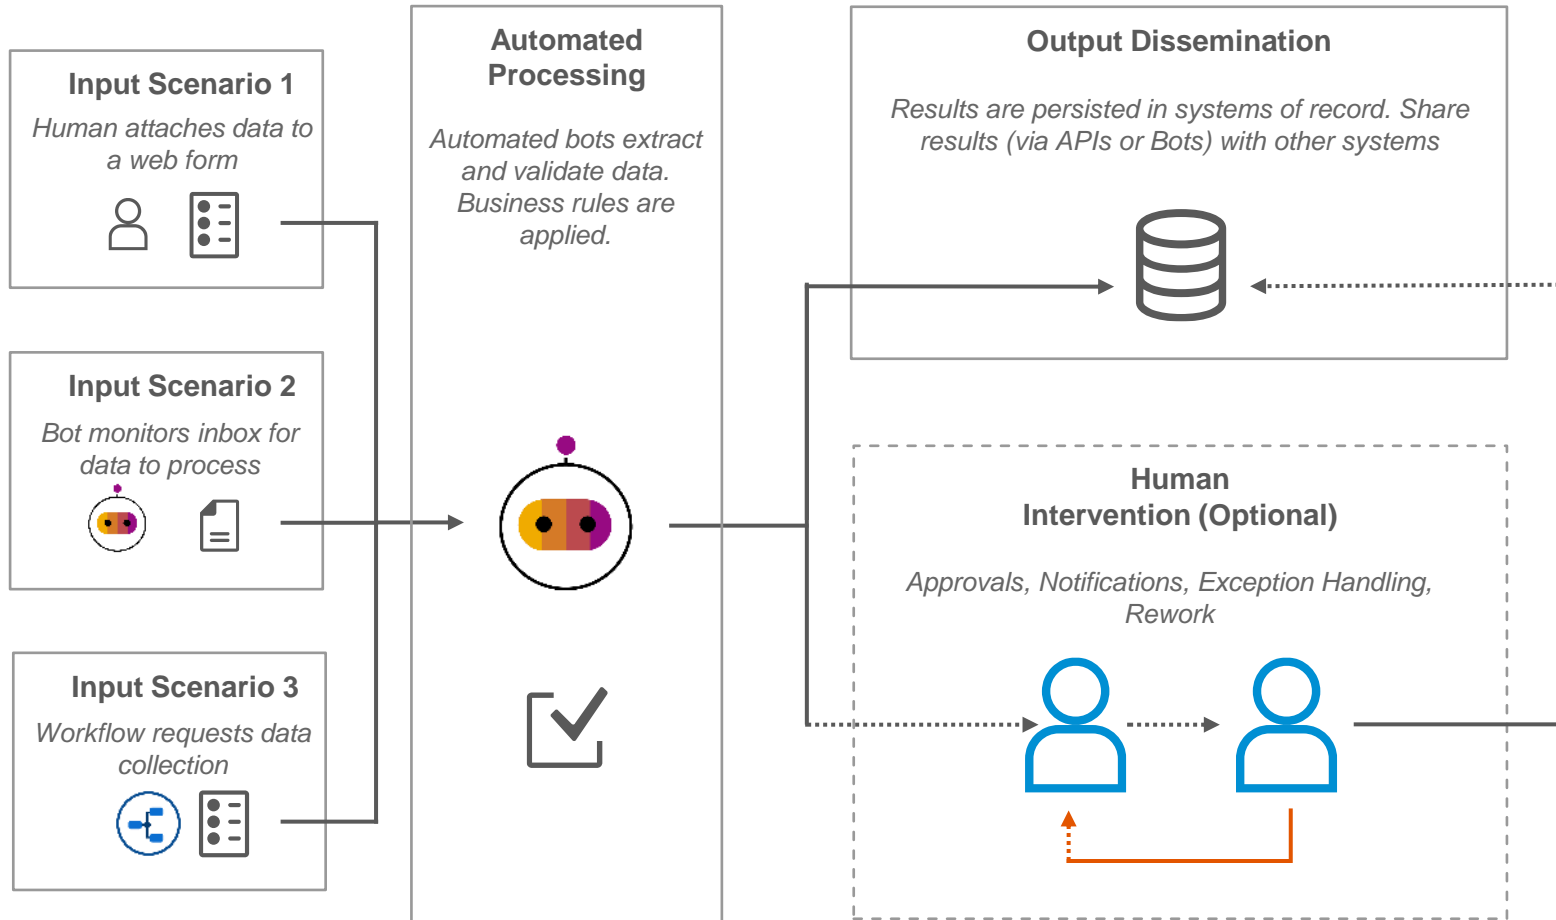 Input Scenario 1
Human attaches data to
a web form
Input Scenario 2
Bot monitors inbox for
data to process
Input Scenario 3
Workflow requests data
collection
Automated
Processing
Automated bots extract
and validate data.
Business rules are
applied.
Output Dissemination
Results are persisted in systems of record. Share
results (via APIs or Bots) with other systems
Human
Intervention (Optional)
Approvals, Notifications, Exception Handling,
Rework